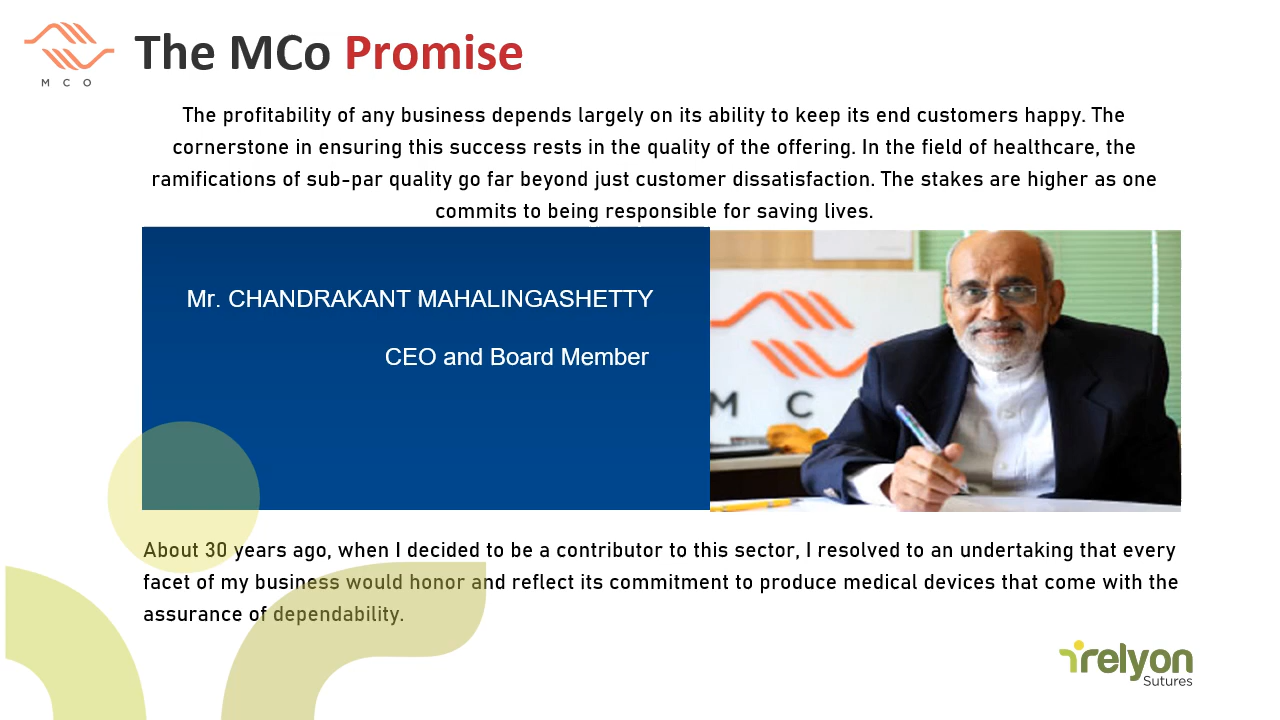 M C O
The MCo Promise
The profitability of any business depends largely on its ability to keep its end customers happy. The
cornerstone in ensuring this success rests in the quality of the offering. In the field of healthcare, the
ramifications of sub-par quality go far beyond just customer dissatisfaction. The stakes are higher as one
commits to being responsible for saving lives.
Mr. CHANDRAKANT MAHALINGASHETTY
CEO and Board Member
M C
About 30 years ago, when I decided to be a contributor to this sector, I resolved to an undertaking that every
facet of my business would honor and reflect its commitment to produce medical devices that come with the
assurance of dependability.
relyon
Sutures